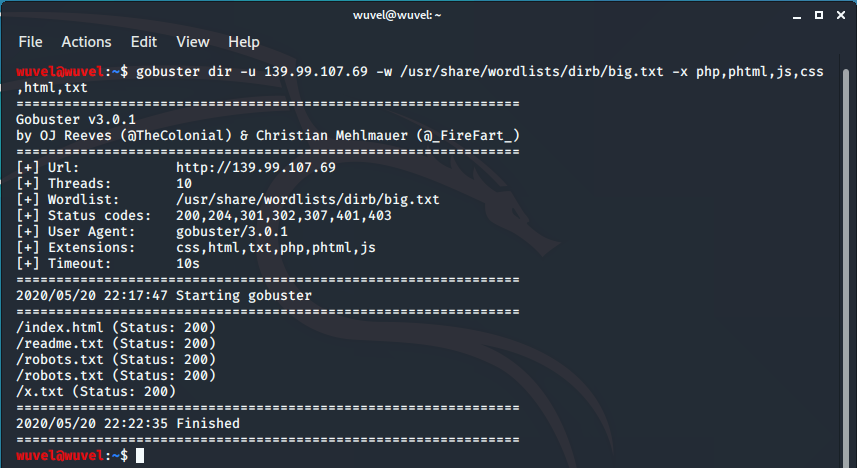 wuvel@wuvel: ~
File Actions Edit View Help
wuvel@wuvel:~$ gobuster dir -u 139.99.107.69 -w /usr/share/wordlists/dirb/big.txt -x php,phtml,js,css
,html,txt
===============================================================
Gobuster v3.0.1
by OJ Reeves (@TheColonial) & Christian Mehlmauer (@_FireFart_)
===============================================================
[+] Url:            http://139.99.107.69
[+] Threads:        10
[+] Wordlist:       /usr/share/wordlists/dirb/big.txt
[+] Status codes:   200,204,301,302,307,401,403
[+] User Agent:     gobuster/3.0.1
[+] Extensions:     css,html,txt,php,phtml,js
[+] Timeout:        10s
===============================================================
2020/05/20 22:17:47 Starting gobuster
===============================================================
/index.html (Status: 200)
/readme.txt (Status: 200)
/robots.txt (Status: 200)
/robots.txt (Status: 200)
/x.txt (Status: 200)
===============================================================
2020/05/20 22:22:35 Finished
===============================================================
wuvel@wuvel:~$